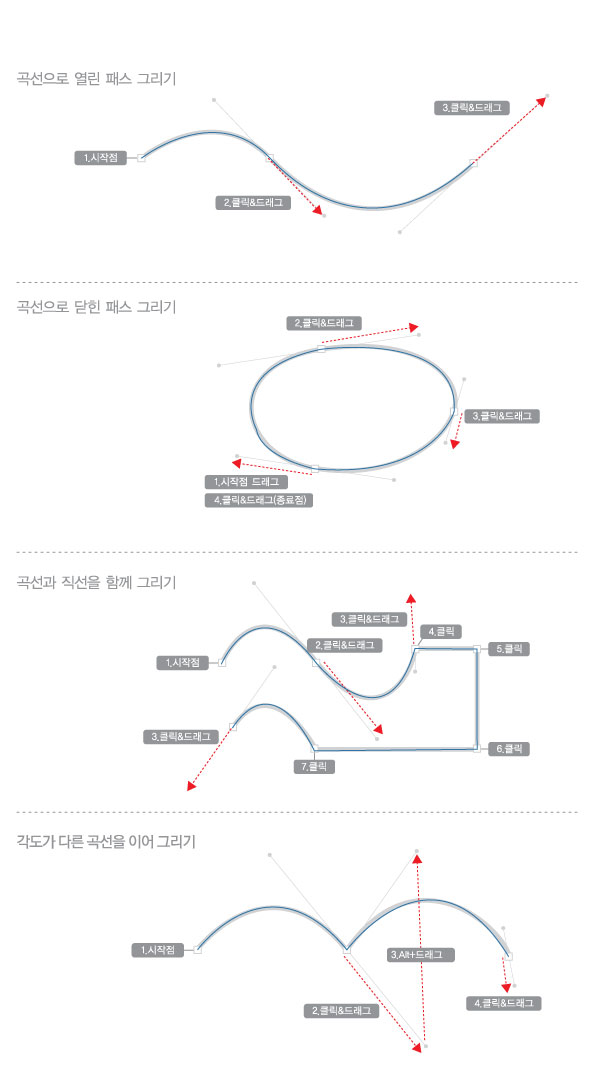 곡선으로 열린 패스 그리기
3.클릭&드래그
1.시작점
2.클릭&드래그
곡선으로 닫힌 패스 그리기
2.클릭&드래그
3.클릭&드래그
1.시작점 드래그
4.클릭&드래그(종료점)
곡선과 직선을 함께 그리기
3.클릭&드래그
4.클릭
2.클릭&드래그
5.클릭
1.시작점
3.클릭&드래그
6.클릭
7.클릭
각도가 다른 곡선을 이어 그리기
1.시작점
3.Alt+드래그
4.클릭&드래그
2.클릭&드래그